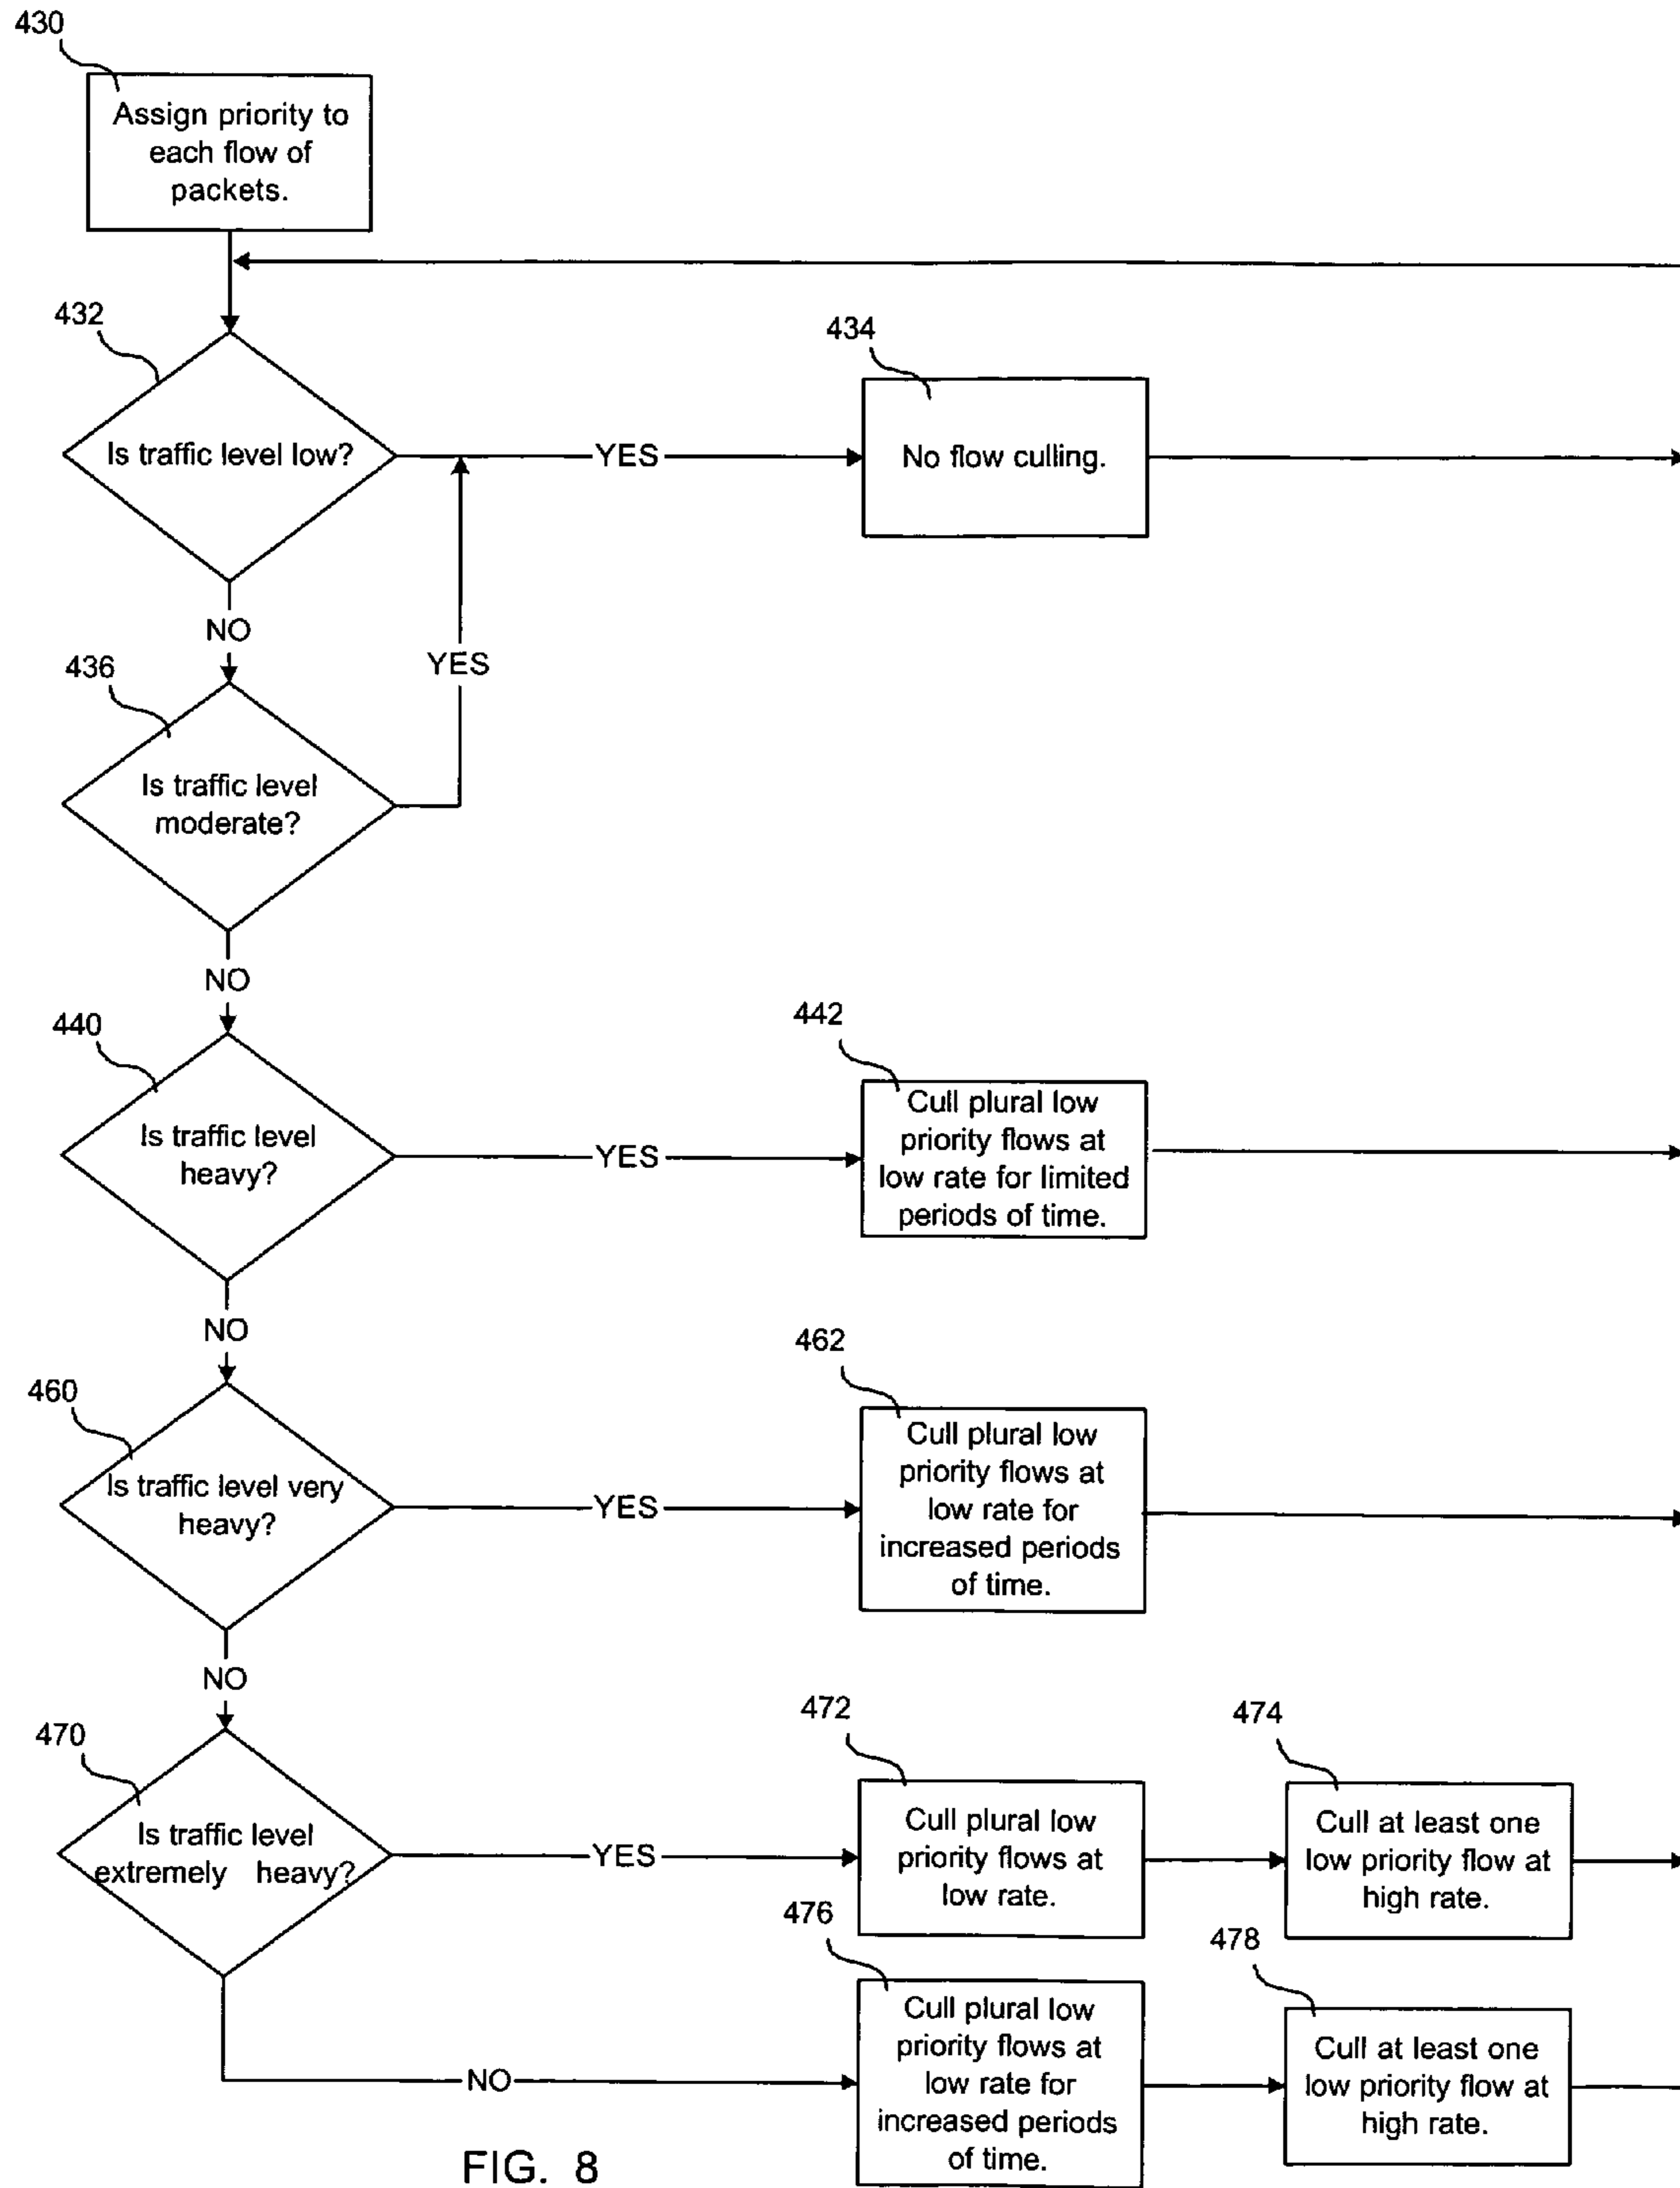 430
Assign priority to
each flow of
packets.
432
Is traffic level low?
YES
434
No flow culling.
NO
YES
436
Is traffic level
moderate?
NO
440
Is traffic level
heavy?
YES
442
Cull plural low
priority flows at
low rate for limited
periods of time.
NO
460
Is traffic level very
heavy?
YES
462
Cull plural low
priority flows at
low rate for
increased periods
of time.
NO
470
Is traffic level
extremely heavy?
YES
472
Cull plural low
priority flows at
low rate.
474
Cull at least one
low priority flow at
high rate.
NO
476
Cull plural low
priority flows at
low rate for
increased periods
of time.
478
Cull at least one
low priority flow at
high rate.
FIG. 8